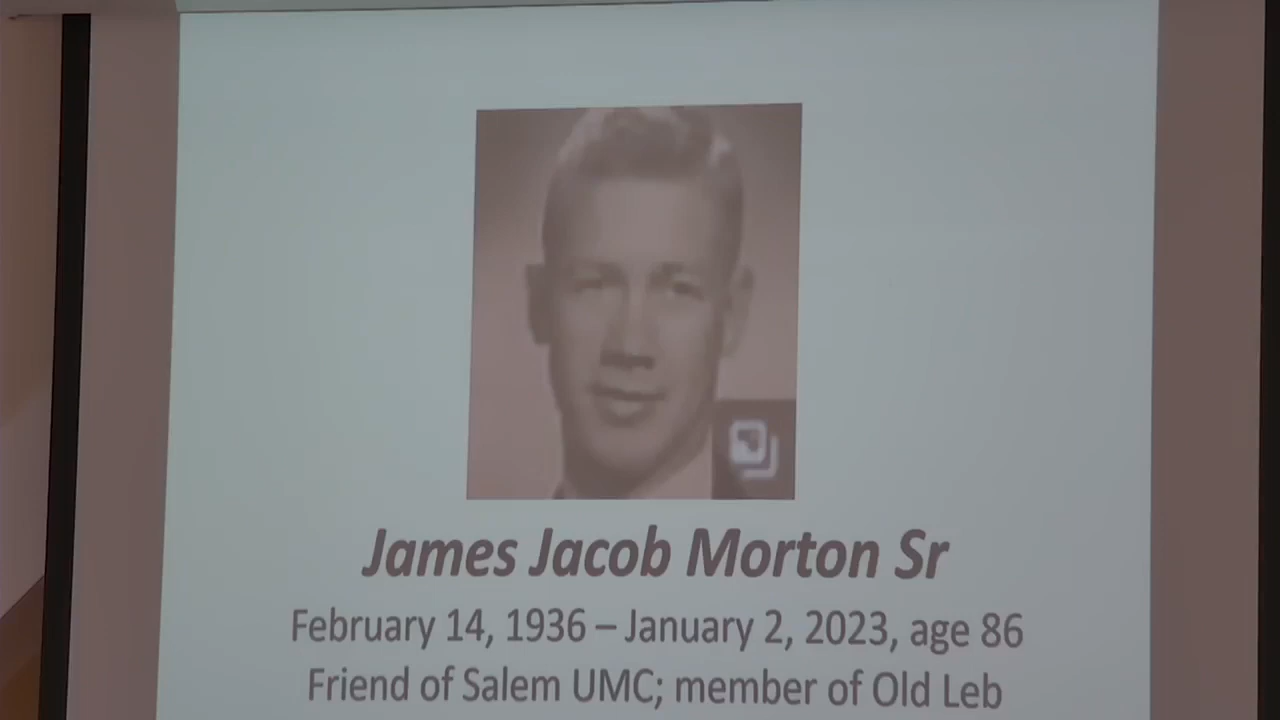 James Jacob Morton Sr
February 14, 1936 – January 2, 2023, age 86
Friend of Salem UMC; member of Old Leb